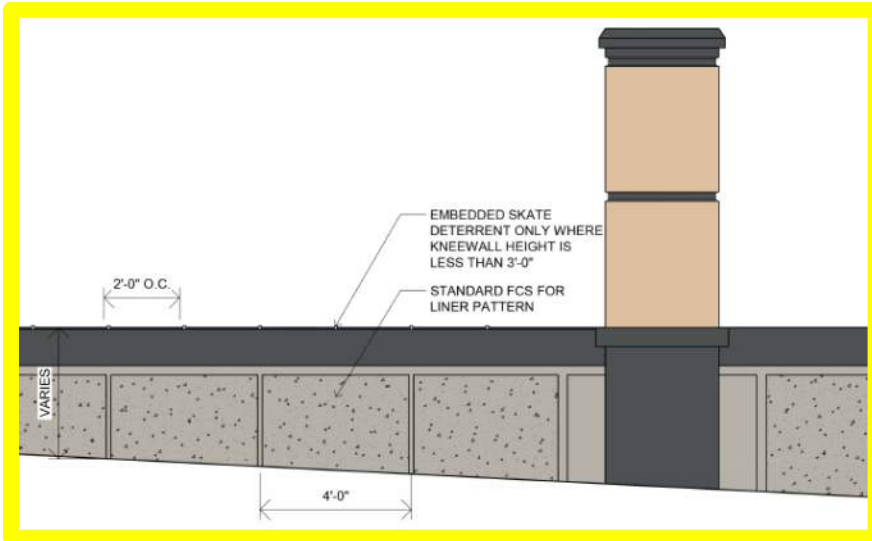 EMBEDDED SKATE
DETERRENT ONLY WHERE
KNEEWALL HEIGHT IS
LESS THAN 3'-0"
2'-0" O.C.
STANDARD FCS FOR
LINER PATTERN
VARIES
4'-0"